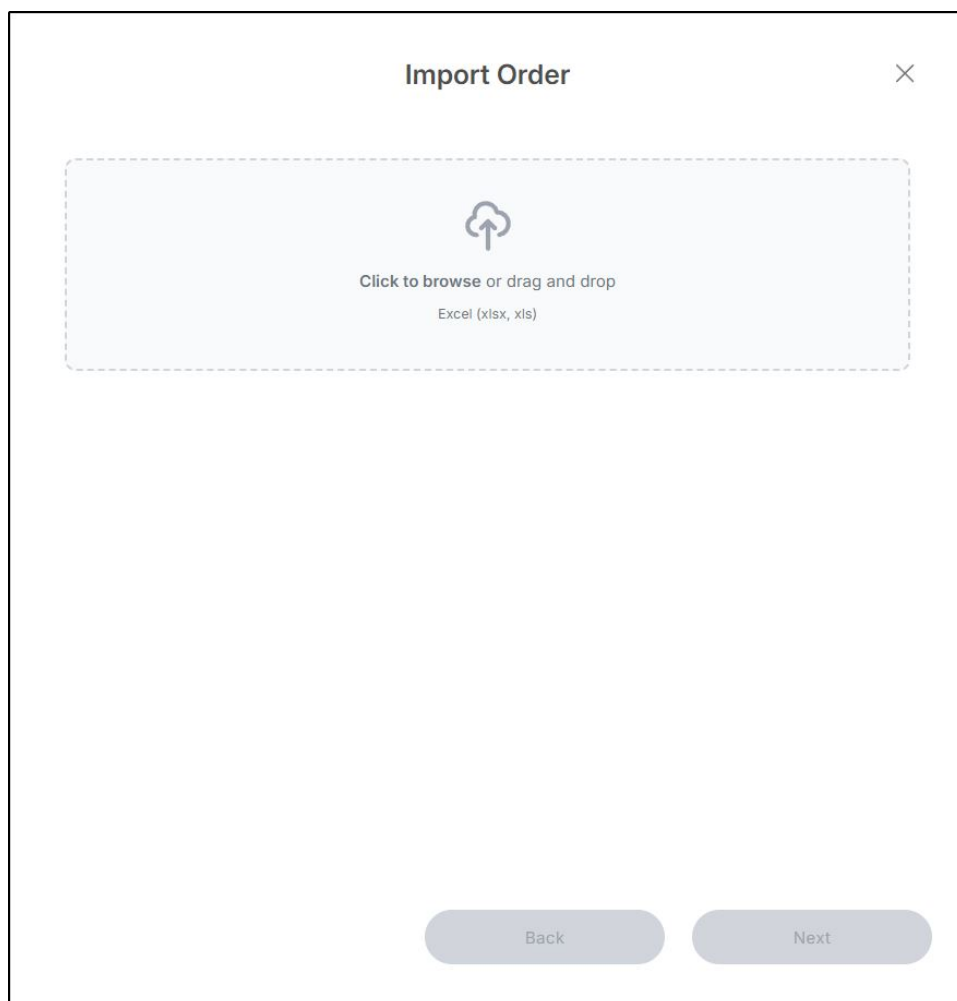 Import Order
Click to browse or drag and drop
Excel (xlsx, xls)
Back
Next